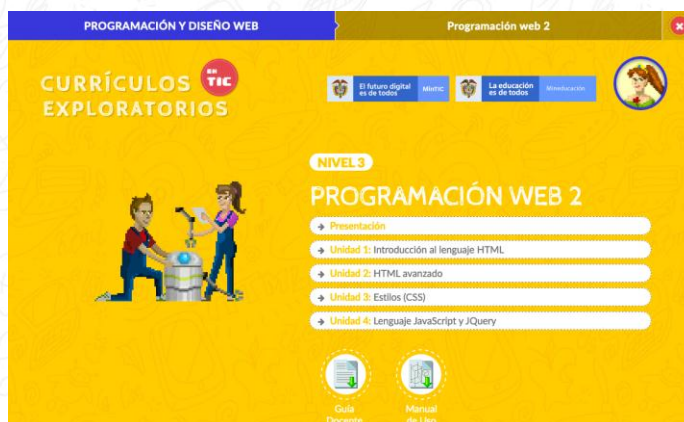 PROGRAMACIÓN Y DISEÑO WEB
Programación web 2
CURRÍCULOS EN TIC
EXPLORATORIOS
El futuro digital
es de todos
MinTIC
La educación
es de todos
Mineducación
NIVEL 3
PROGRAMACIÓN WEB 2
Presentación
Unidad 1: Introducción al lenguaje HTML
Unidad 2: HTML avanzado
Unidad 3: Estilos (CSS)
Unidad 4: Lenguaje JavaScript y JQuery
Guía
Docente
Manual
de Uso